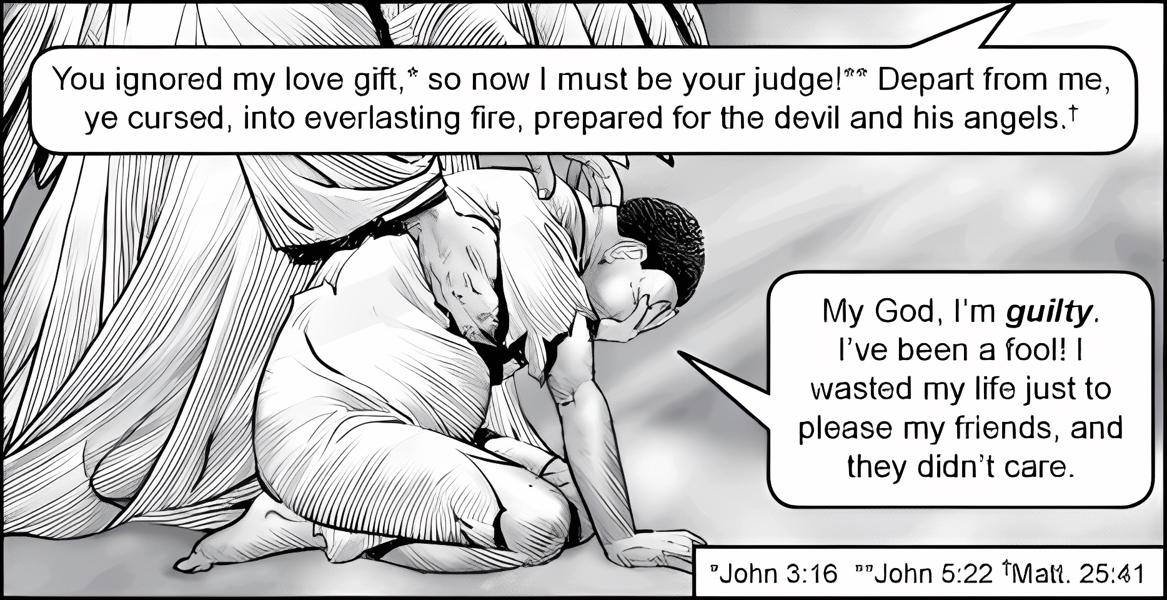 You ignored my love gift,* so now I must be your judge!** Depart from me,
ye cursed, into everlasting fire, prepared for the devil and his angels.†
My God, I'm guilty.
I've been a fool! I
wasted my life just to
please my friends, and
they didn't care.
*John 3:16 **John 5:22 †Matt. 25:41